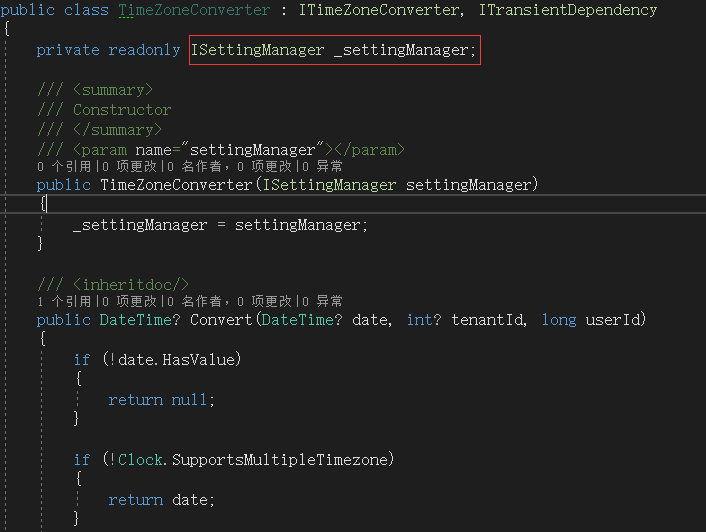 public class TimeZoneConverter : ITimeZoneConverter, ITransientDependency
{
private readonly ISettingManager _settingManager;
/// <summary>
/// Constructor
/// </summary>
/// <param name="settingManager"></param>
0 个引用|0 项更改|0 名作者，0 项更改|0 异常
public TimeZoneConverter(ISettingManager settingManager)
{
_settingManager = settingManager;
}
/// <inheritdoc/>
1 个引用|0 项更改|0 名作者，0 项更改|0 异常
public DateTime? Convert(DateTime? date, int? tenantId, long userId)
{
if (!date.HasValue)
{
return null;
}
if (!Clock.SupportsMultipleTimezone)
{
return date;
}